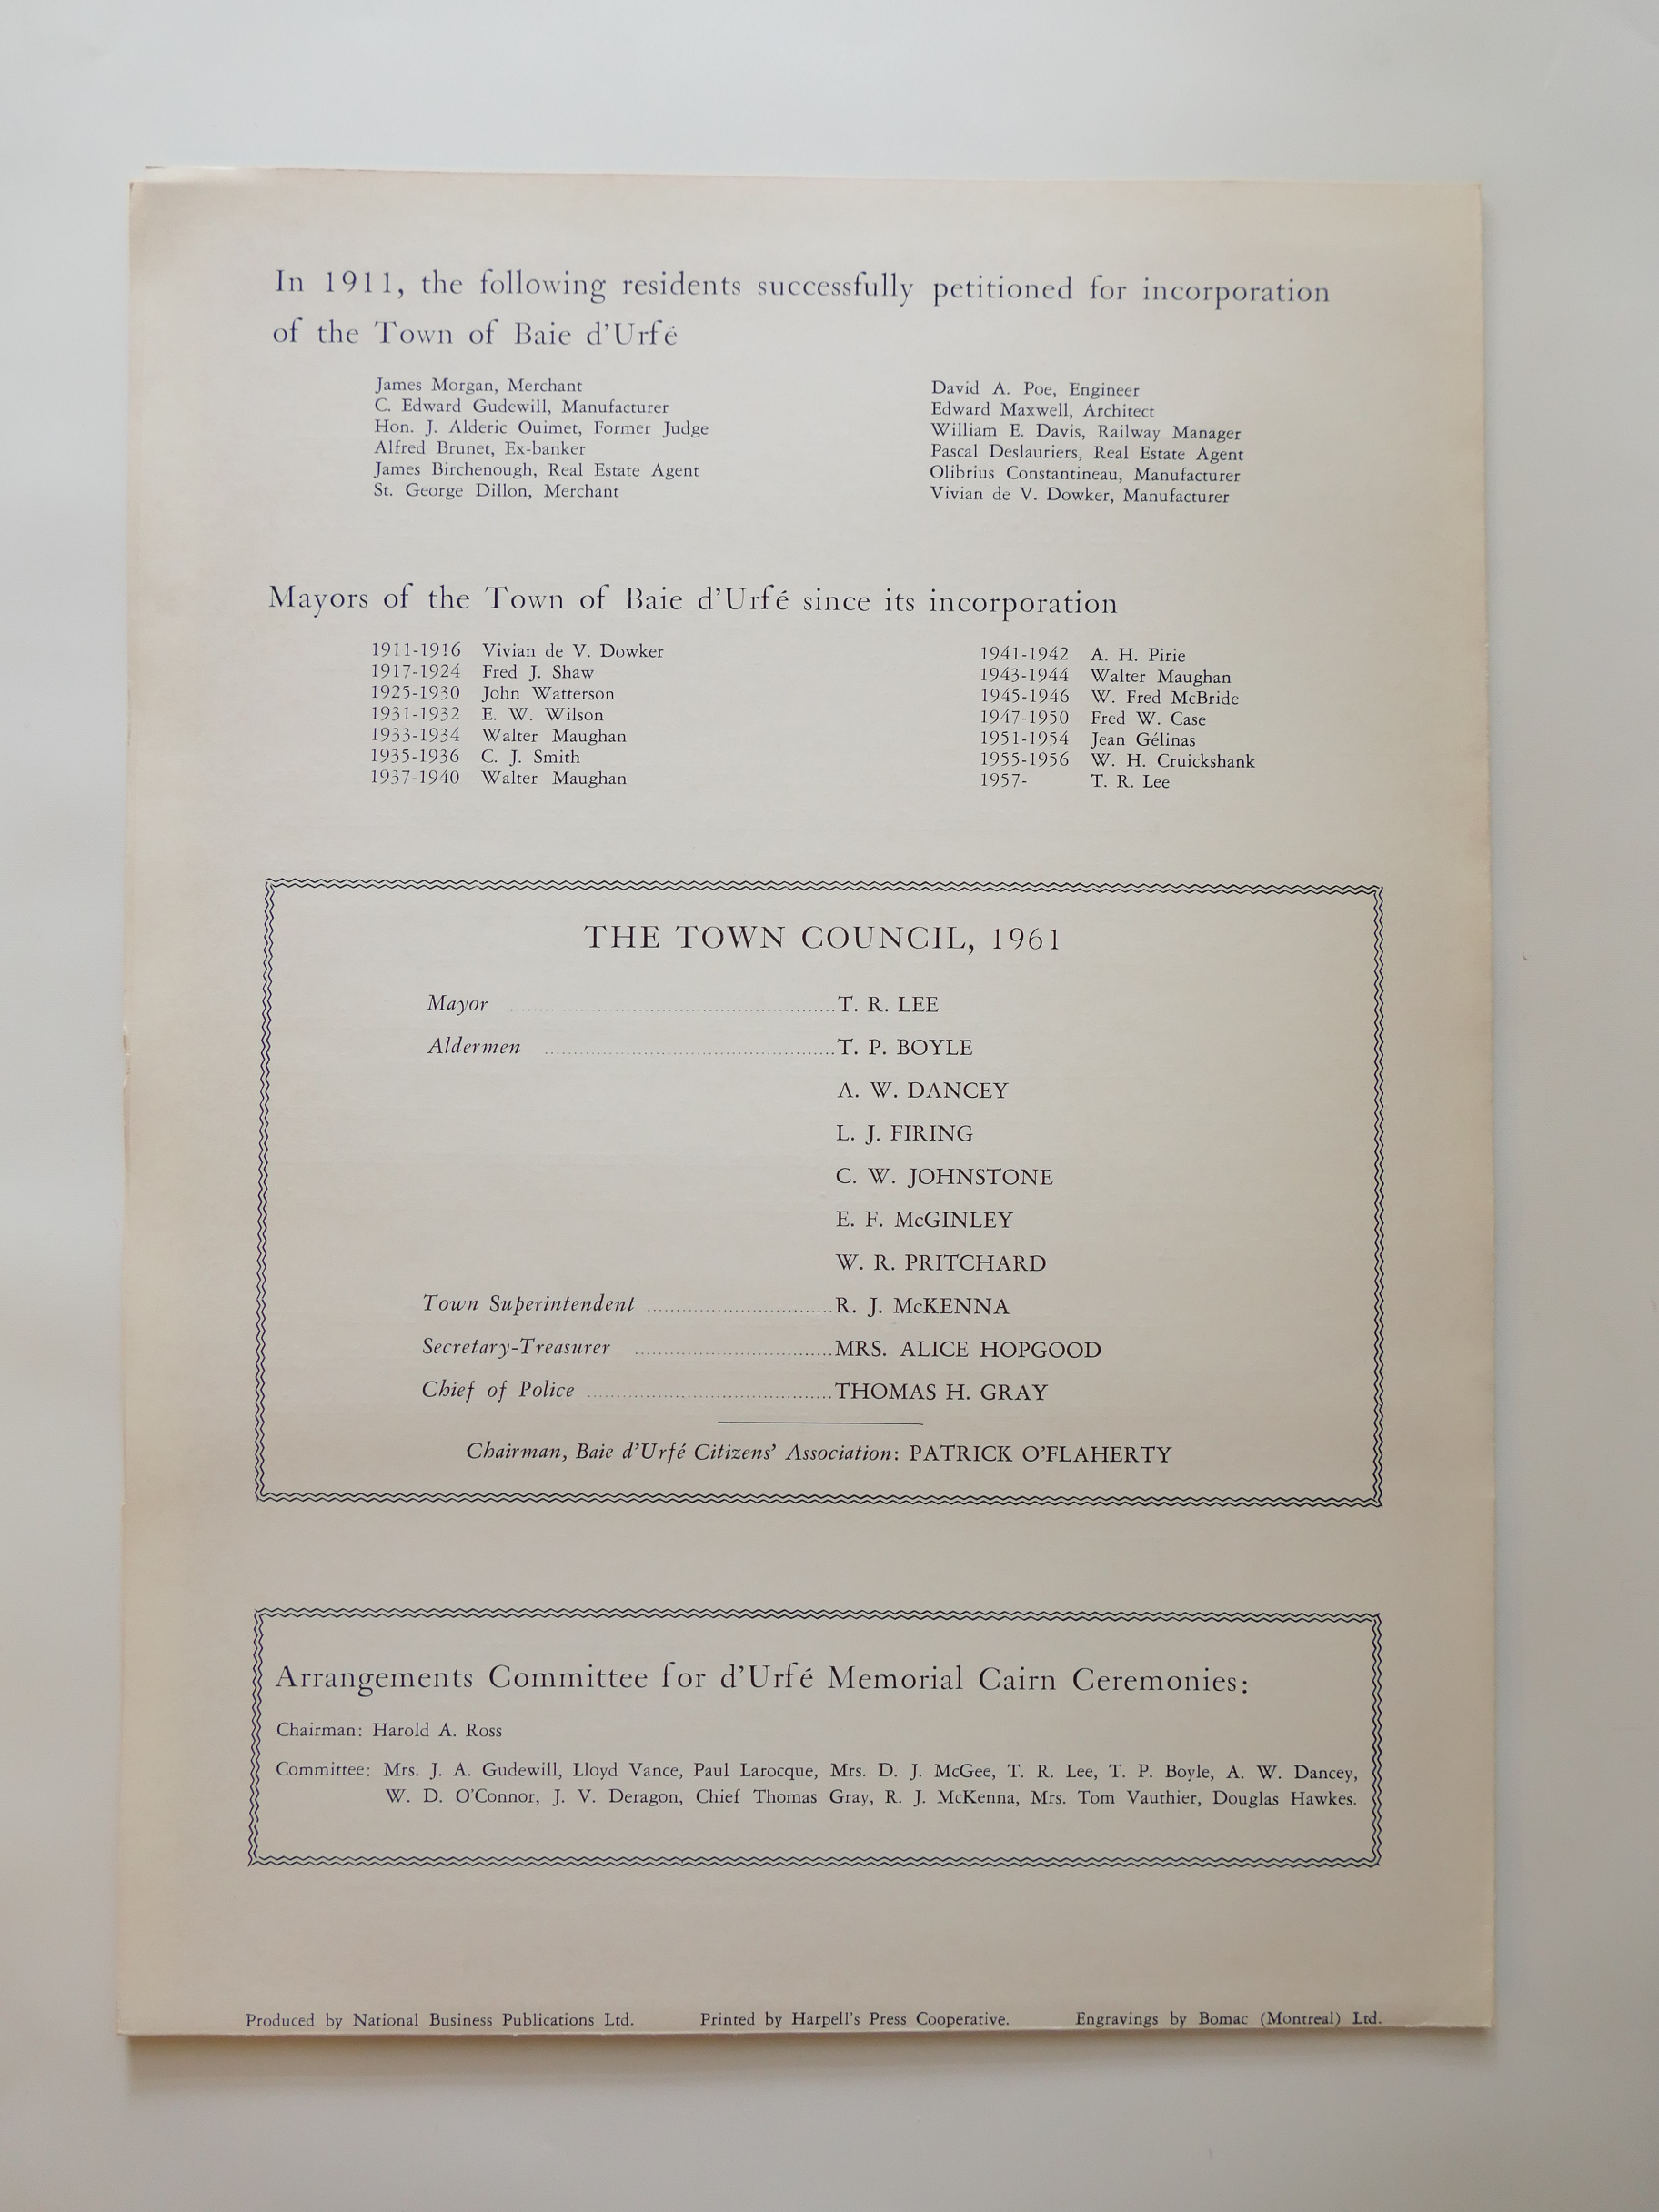 In 1911, the following residents successfully petitioned for incorporation
of the Town of Baie d'Urfé
James Morgan, Merchant
C. Edward Gudewill, Manufacturer
Hon. J. Alderic Ouimet, Former Judge
Alfred Brunet, Ex-banker
James Birchenough, Real Estate Agent
St. George Dillon, Merchant
David A. Poe, Engineer
Edward Maxwell, Architect
William E. Davis, Railway Manager
Pascal Deslauriers, Real Estate Agent
Olibrius Constantineau, Manufacturer
Vivian de V. Dowker, Manufacturer
Mayors of the Town of Baie d'Urfé since its incorporation
1911-1916 Vivian de V. Dowker
1917-1924 Fred J. Shaw
1925-1930 John Watterson
1931-1932 E. W. Wilson
1933-1934 Walter Maughan
1935-1936 C. J. Smith
1937-1940 Walter Maughan
1941-1942 A. H. Pirie
1943-1944 Walter Maughan
1945-1946 W. Fred McBride
1947-1950 Fred W. Case
1951-1954 Jean Gélinas
1955-1956 W. H. Cruickshank
1957- T. R. Lee
THE TOWN COUNCIL, 1961
Mayor ........ T. R. LEE
Aldermen ........ T. P. BOYLE
A. W. DANCEY
L. J. FIRING
C. W. JOHNSTONE
E. F. McGINLEY
W. R. PRITCHARD
Town Superintendent ........ R. J. McKENNA
Secretary-Treasurer ........ MRS. ALICE HOPGOOD
Chief of Police ........ THOMAS H. GRAY
Chairman, Baie d'Urfé Citizens' Association: PATRICK O'FLAHERTY
Arrangements Committee for d'Urfé Memorial Cairn Ceremonies:
Chairman: Harold A. Ross
Committee: Mrs. J. A. Gudewill, Lloyd Vance, Paul Larocque, Mrs. D. J. McGee, T. R. Lee, T. P. Boyle, A. W. Dancey,
W. D. O'Connor, J. V. Deragon, Chief Thomas Gray, R. J. McKenna, Mrs. Tom Vauthier, Douglas Hawkes.
Produced by National Business Publications Ltd. Printed by Harpell's Press Cooperative. Engravings by Bomac (Montreal) Ltd.